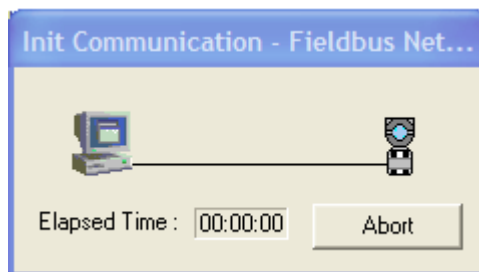 Init Communication - Fieldbus Net...
Elapsed Time : 00:00:00 Abort